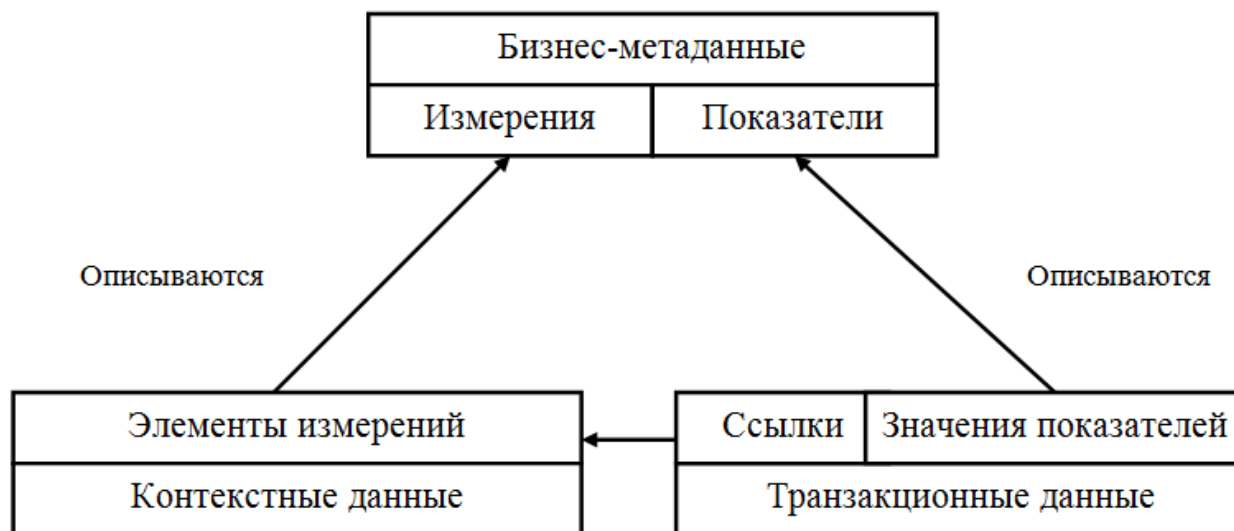 Бизнес-метаданные
Измерения Показатели
Описываются Описываются
Элементы измерений Ссылки Значения показателей
Контекстные данные Транзакционные данные